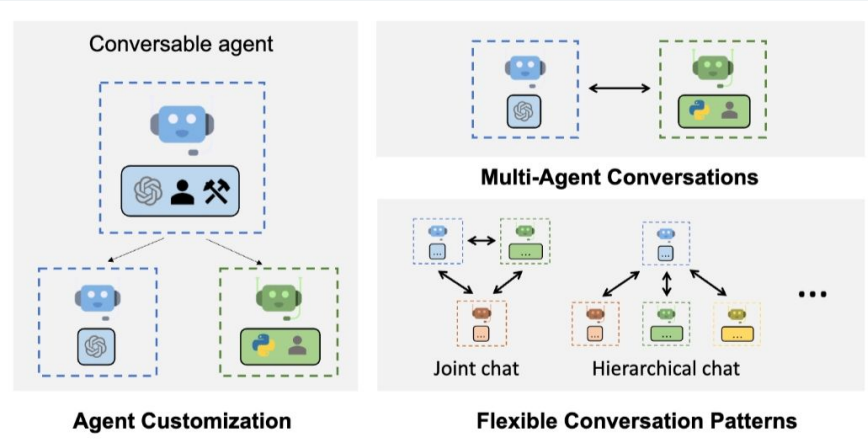 Conversable agent
Agent Customization
Multi-Agent Conversations
...
...
...
...
...
...
...
...
Joint chat
Hierarchical chat
Flexible Conversation Patterns